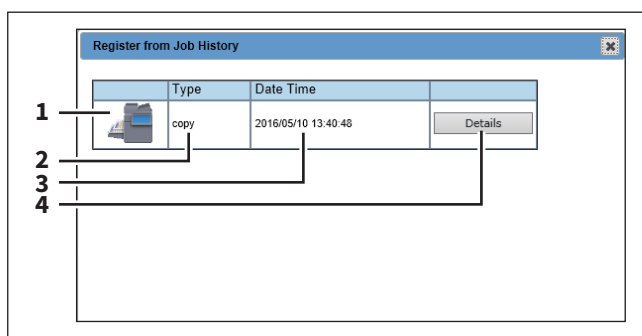 Register from Job History
Type Date Time
1
copy 2016/05/10 13:40:48 Details
2
3
4